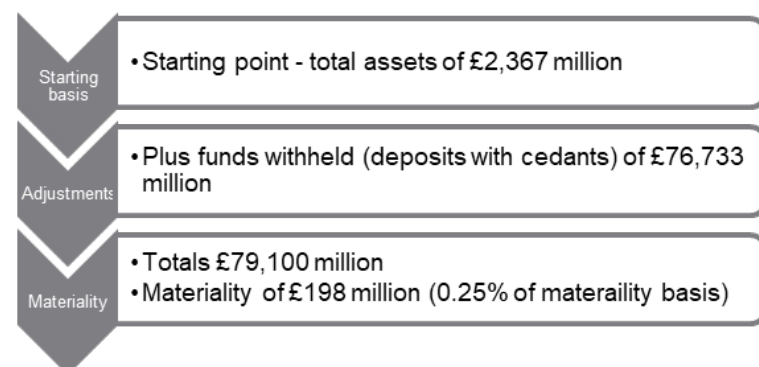 Starting
basis
•Starting point - total assets of £2,367 million
Adjustments
•Plus funds withheld (deposits with cedants) of £76,733
million
Materiality
•Totals £79,100 million
•Materiality of £198 million (0.25% of materaility basis)